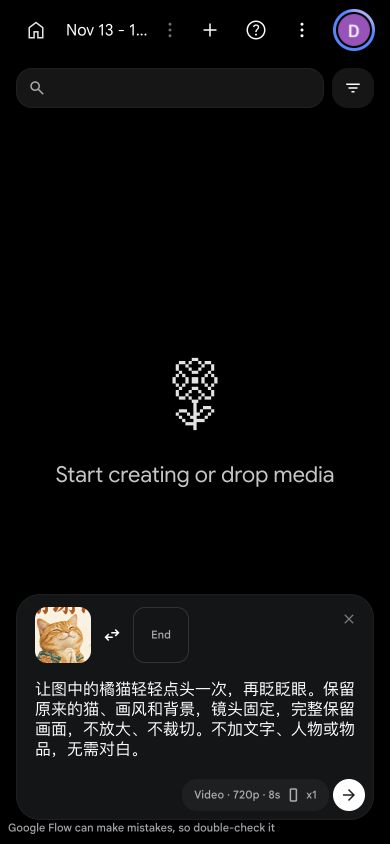 Nov 13 - 1...
D
Start creating or drop media
End
让图中的橘猫轻轻点头一次，再眨眨眼。保留
原来的猫、画风和背景，镜头固定，完整保留
画面，不放大、不裁切。不加文字、人物或物
品，无需对白。
Video · 720p · 8s x1
Google Flow can make mistakes, so double-check it